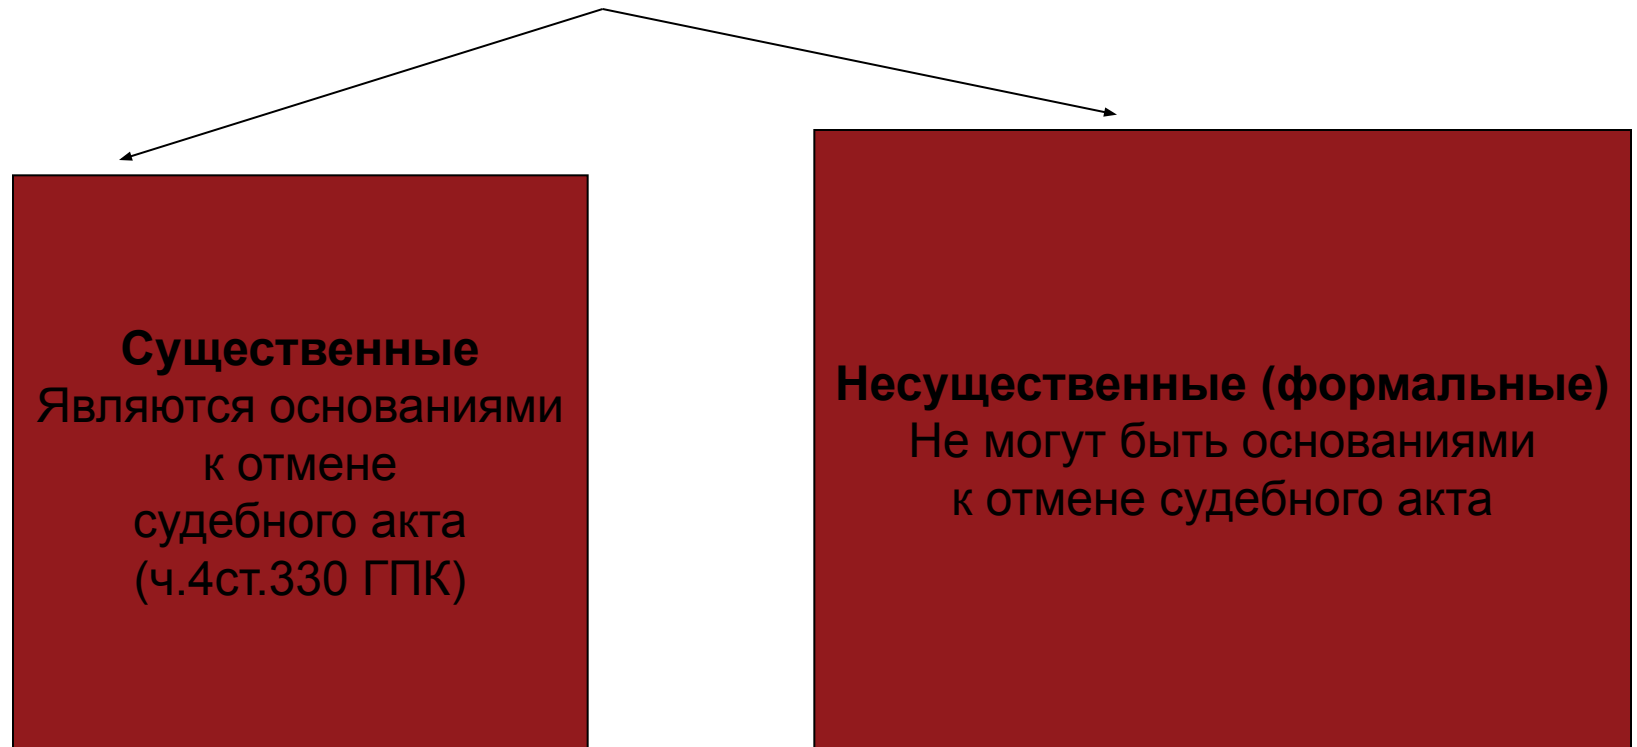 Существенные
Являются основаниями
к отмене
судебного акта
(ч.4ст.330 ГПК)
Несущественные (формальные)
Не могут быть основаниями
к отмене судебного акта